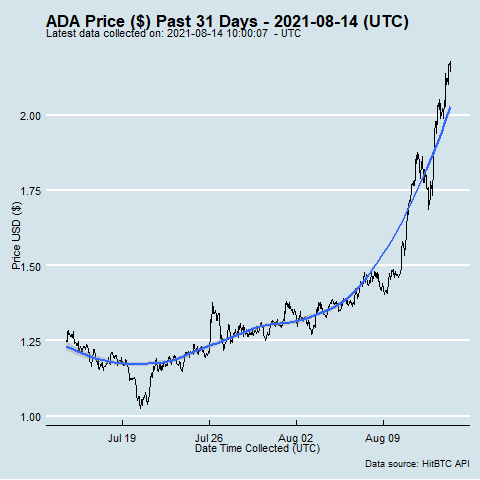 ADA Price ($) Past 31 Days - 2021-08-14 (UTC)
Latest data collected on: 2021-08-14 10:00:07  - UTC
2.00
1.75
1.50
1.25
1.00
Price USD ($)
Jul 19
Jul 26
Aug 02
Aug 09
Date Time Collected (UTC)
Data source: HitBTC API